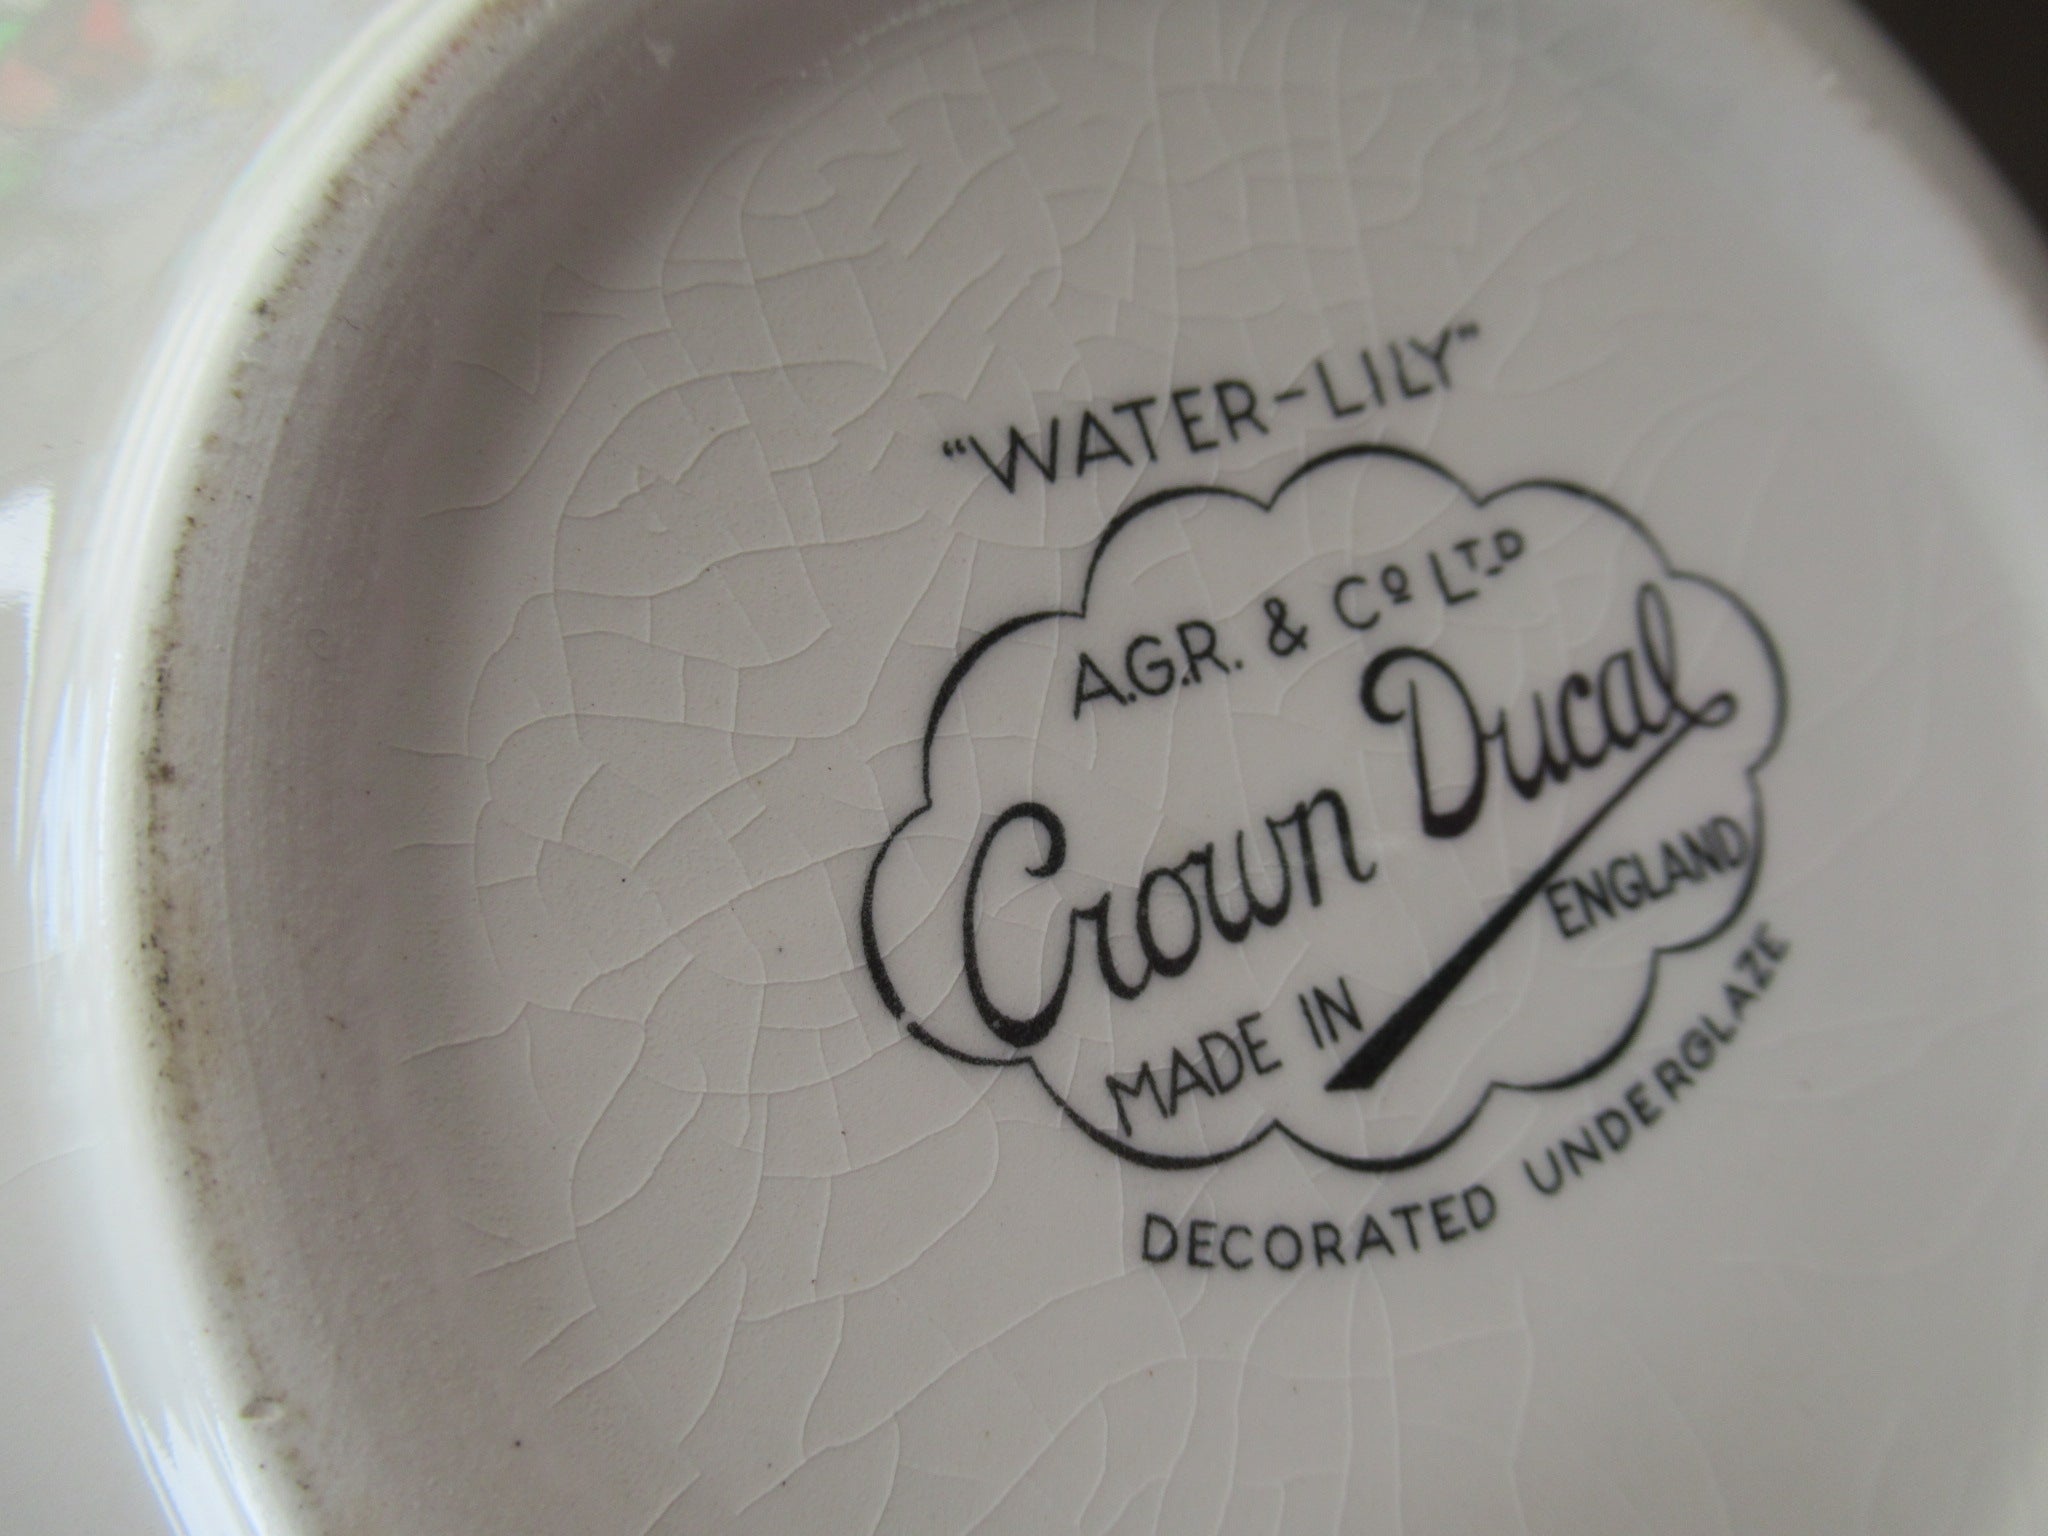 "WATER-LILY"
A.G.R. & Cº LTD
Crown Ducal
MADE IN ENGLAND
DECORATED UNDERGLAZE